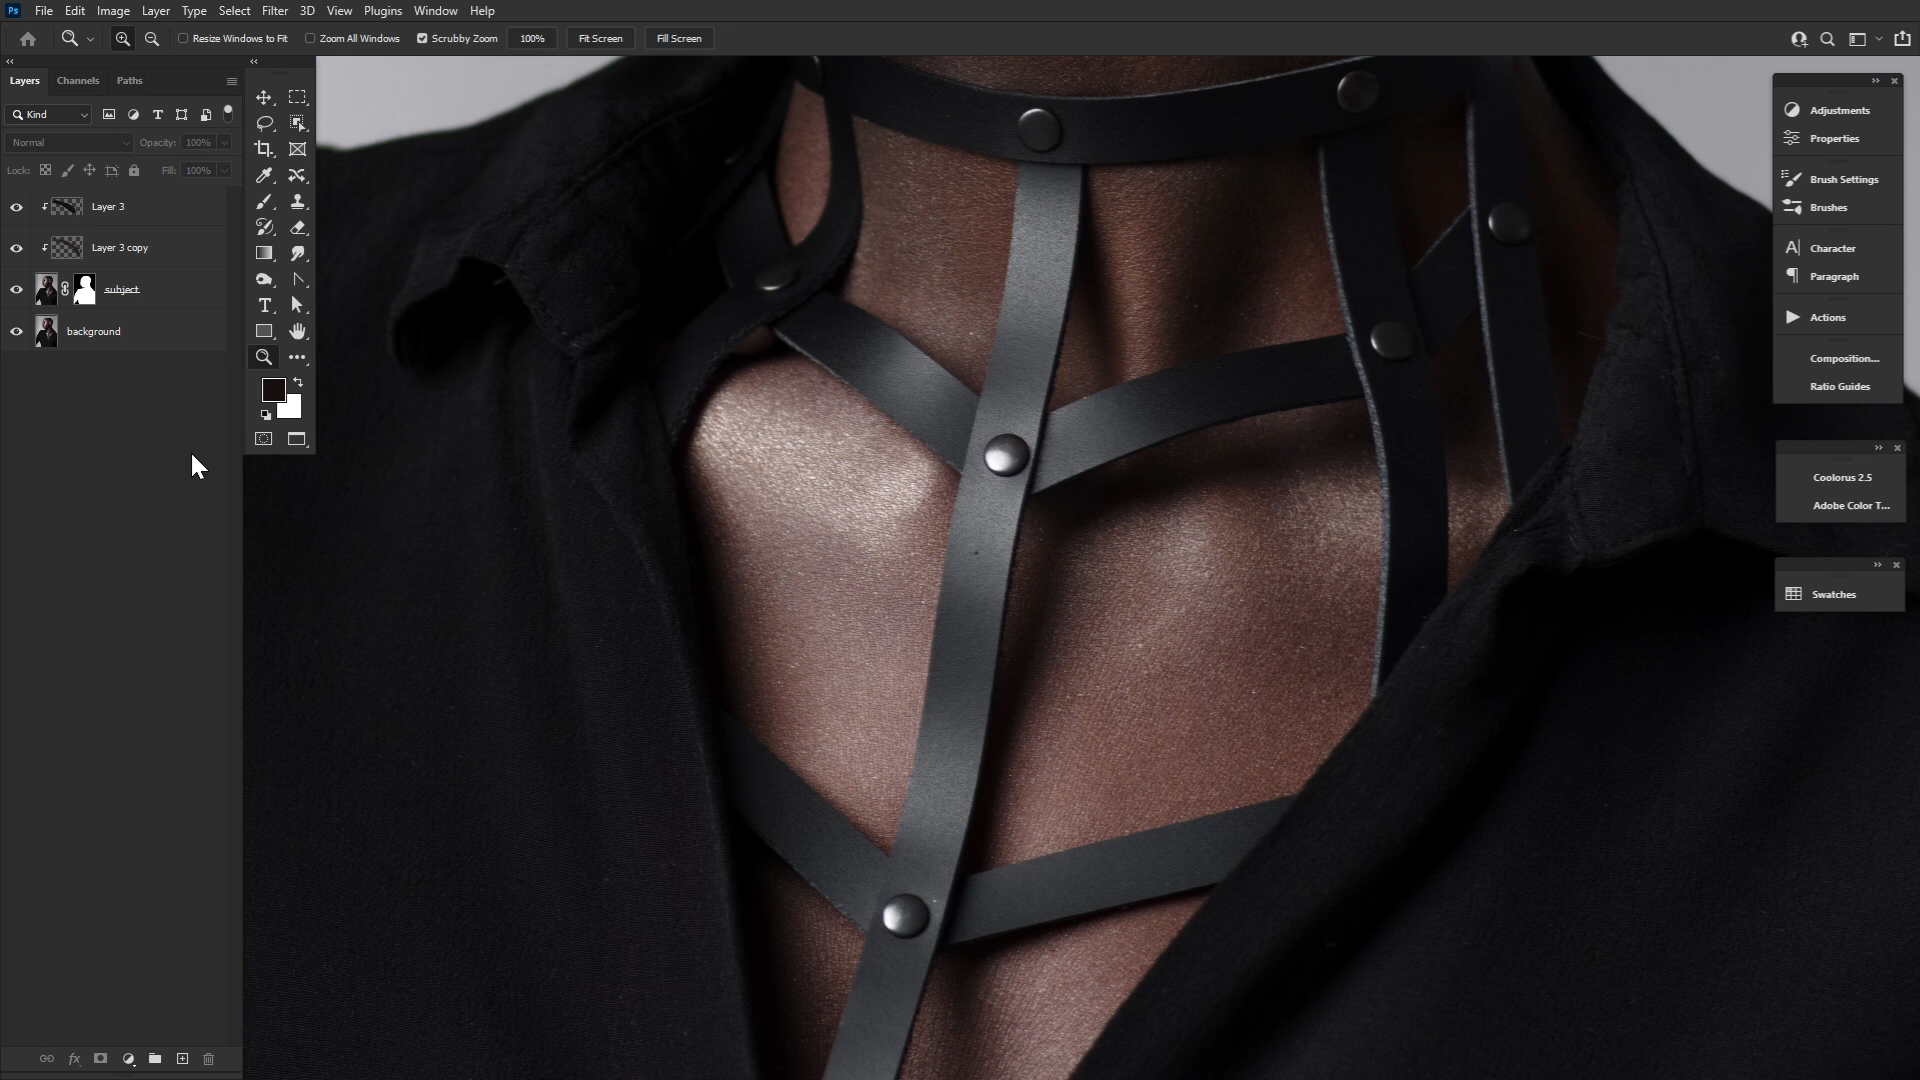 Ps File Edit Image Layer Type Select Filter 3D View Plugins Window Help
Resize Windows to Fit Zoom All Windows Scrubby Zoom 100% Fit Screen Fill Screen
Layers Channels Paths
Kind
Normal Opacity: 100%
Lock: Fill: 100%
Layer 3
Layer 3 copy
subject
background
fx
Adjustments
Properties
Brush Settings
Brushes
Character
Paragraph
Actions
Composition...
Ratio Guides
Coolorus 2.5
Adobe Color T...
Swatches